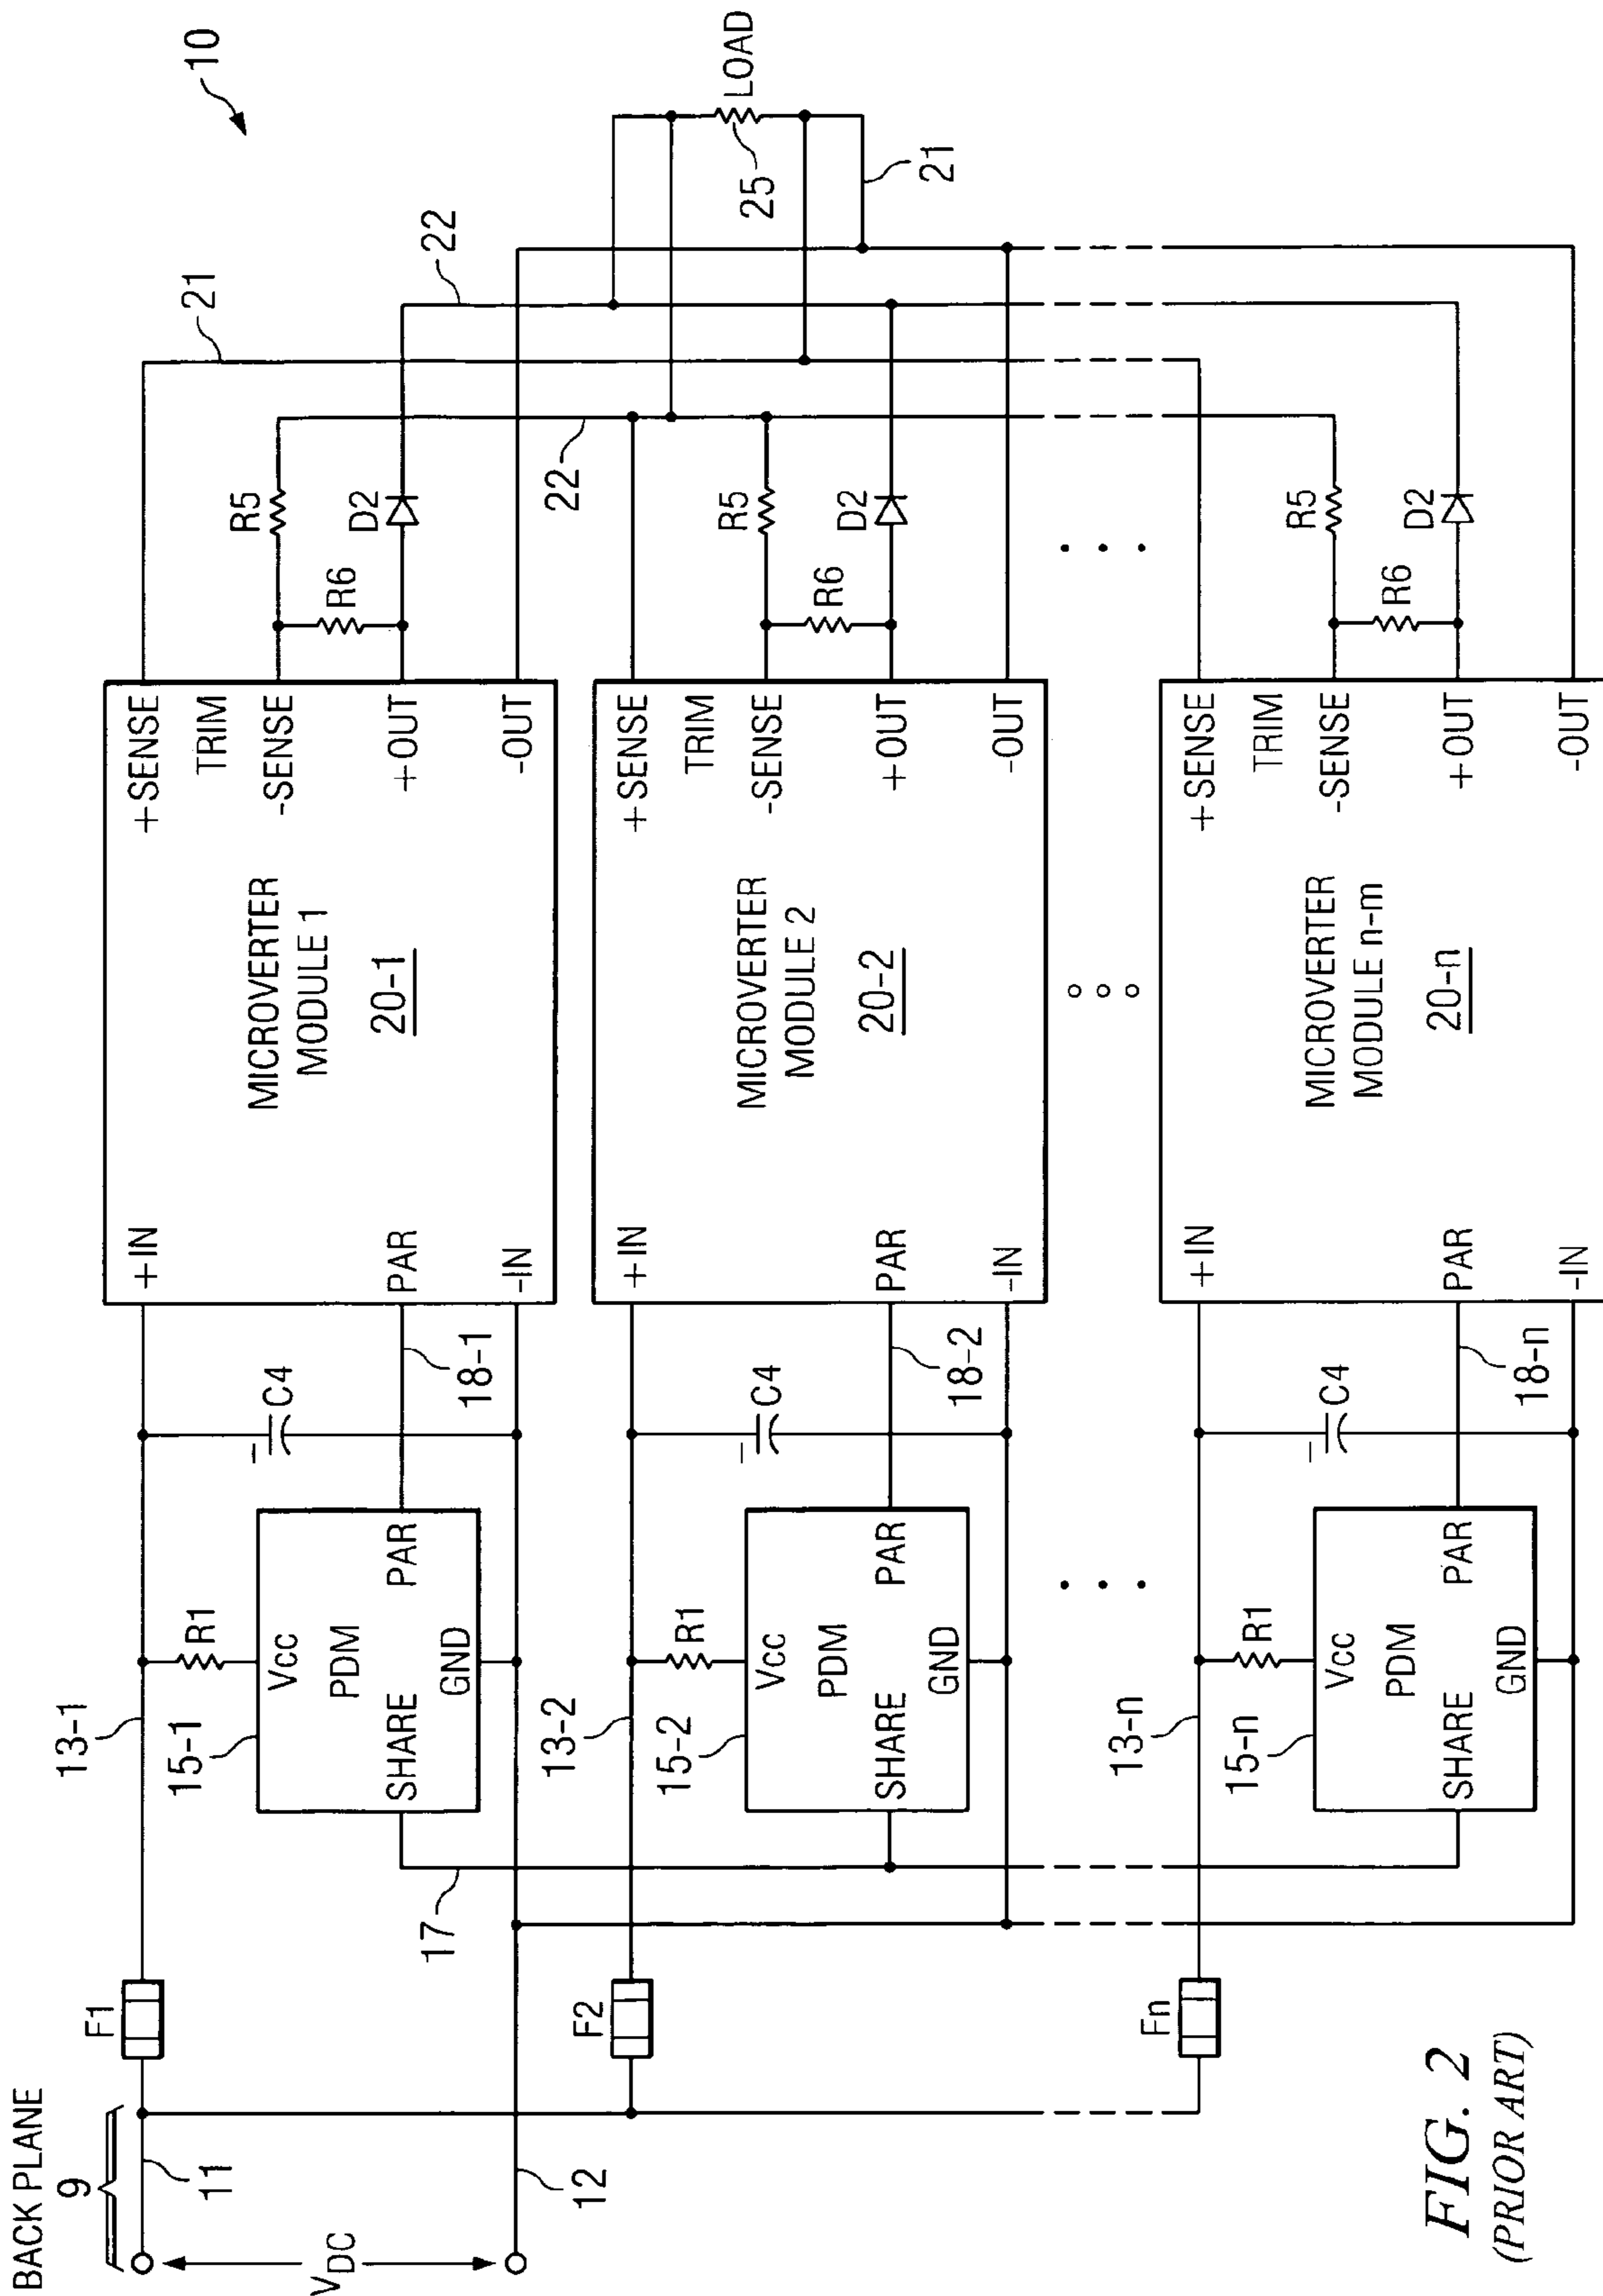 BACK PLANE
9
11
VDC
12
10
F1
13-1
R1
15-1
Vcc
PDM
SHARE
PAR
GND
17
C4
18-1
+IN
PAR
-IN
MICROVERTER
MODULE 1
20-1
+SENSE
TRIM
-SENSE
+OUT
-OUT
R5
R6
D2
21
22
22
LOAD
25
21
F2
13-2
R1
15-2
Vcc
PDM
SHARE
PAR
GND
C4
18-2
+IN
PAR
-IN
MICROVERTER
MODULE 2
20-2
+SENSE
TRIM
-SENSE
+OUT
-OUT
R5
R6
D2
Fn
13-n
R1
15-n
Vcc
PDM
SHARE
PAR
GND
C4
18-n
+IN
PAR
-IN
MICROVERTER
MODULE n-m
20-n
+SENSE
TRIM
-SENSE
+OUT
-OUT
R5
R6
D2
FIG. 2
(PRIOR ART)